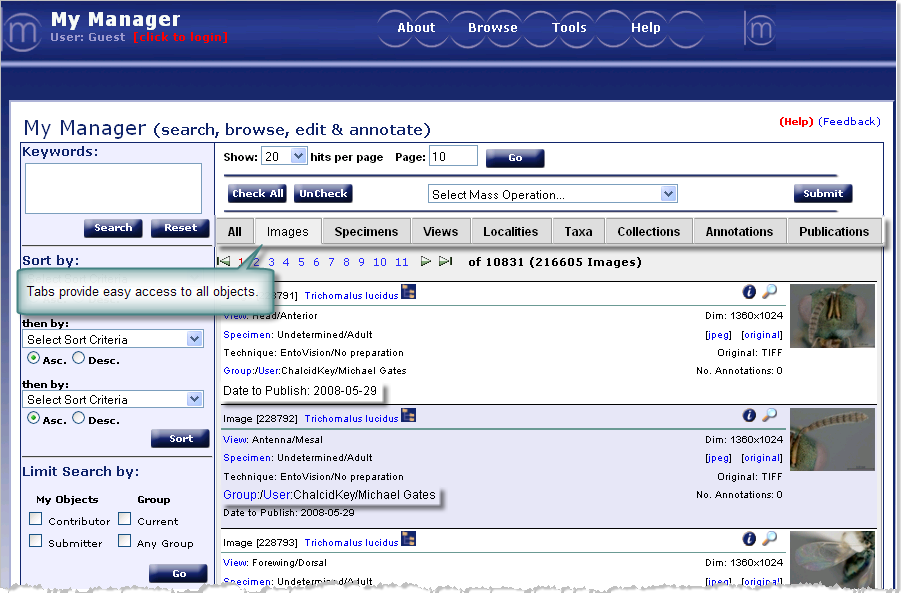 m My Manager
User: Guest [click to login]
About Browse Tools Help
m
My Manager (search, browse, edit & annotate)
(Help) (Feedback)
Keywords:
Search Reset
Sort by:
Tabs provide easy access to all objects.
then by:
Select Sort Criteria
Asc. Desc.
then by:
Select Sort Criteria
Asc. Desc.
Sort
Limit Search by:
My Objects Group
Contributor Current
Submitter Any Group
Go
Show: 20 hits per page Page: 10 Go
Check All UnCheck Select Mass Operation... Submit
All Images Specimens Views Localities Taxa Collections Annotations Publications
1 2 3 4 5 6 7 8 9 10 11 of 10831 (216605 Images)
791] Trichomalus lucidus
View: Head/Anterior Dim: 1360x1024
Specimen: Undetermined/Adult [jpeg] [original]
Technique: EntoVision/No preparation Original: TIFF
Group:/User:ChalcidKey/Michael Gates No. Annotations: 0
Date to Publish: 2008-05-29
Image [228792] Trichomalus lucidus
View: Antenna/Mesal Dim: 1360x1024
Specimen: Undetermined/Adult [jpeg] [original]
Technique: EntoVision/No preparation Original: TIFF
Group:/User:ChalcidKey/Michael Gates No. Annotations: 0
Date to Publish: 2008-05-29
Image [228793] Trichomalus lucidus
View: Forewing/Dorsal Dim: 1360x1024
Specimen: Undetermined/Adult [jpeg] [original]